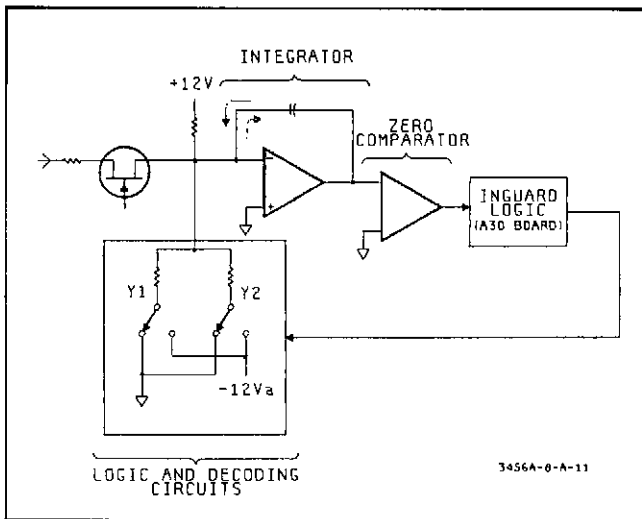 INTEGRATOR
+12V
ZERO
COMPARATOR
INGUARD
LOGIC
(A30 BOARD)
Y1
Y2
-12Va
LOGIC AND DECODING
CIRCUITS
3456A-8-A-11